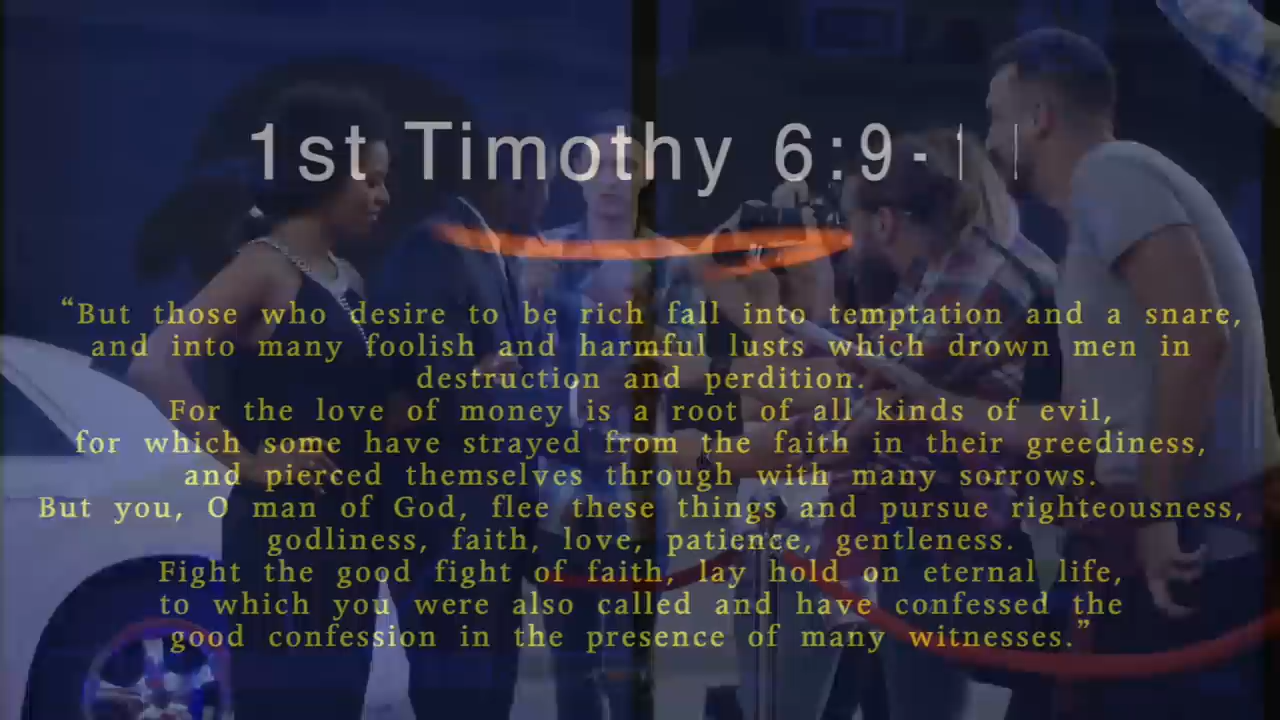 1st Timothy 6:9-11
“But those who desire to be rich fall into temptation and a snare,
and into many foolish and harmful lusts which drown men in
destruction and perdition.
For the love of money is a root of all kinds of evil,
for which some have strayed from the faith in their greediness,
and pierced themselves through with many sorrows.
But you, O man of God, flee these things and pursue righteousness,
godliness, faith, love, patience, gentleness.
Fight the good fight of faith, lay hold on eternal life,
to which you were also called and have confessed the
good confession in the presence of many witnesses.”